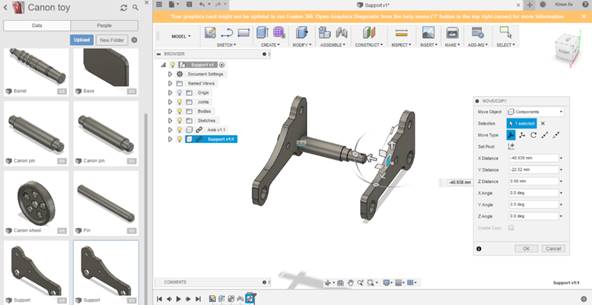 Canon toy
Data
People
Upload
New Folder
Barrel
Base
Canon pin
Canon pin
Canon wheel
Pin
Support
Support
Support v1*
Your graphics card might not be updated to run Fusion 360. Open Graphics Diagnostic from the help menu ("?" button in the top right corner) for more information.
MODEL
SKETCH
CREATE
MODIFY
ASSEMBLE
CONSTRUCT
INSPECT
INSERT
MAKE
ADD-INS
SELECT
BROWSER
Support v1
Document Settings
Named Views
Origin
Joints
Bodies
Sketches
Axis v1:1
Support v1:1
MOVE/COPY
Move Object
Components
Selection
1 selected
Move Type
Set Pivot
X Distance
-40.938 mm
Y Distance
-22.52 mm
Z Distance
0.00 mm
X Angle
0.0 deg
Y Angle
0.0 deg
Z Angle
0.0 deg
Create Copy
OK
Cancel
-40.938 mm
COMMENTS
Support v1:1